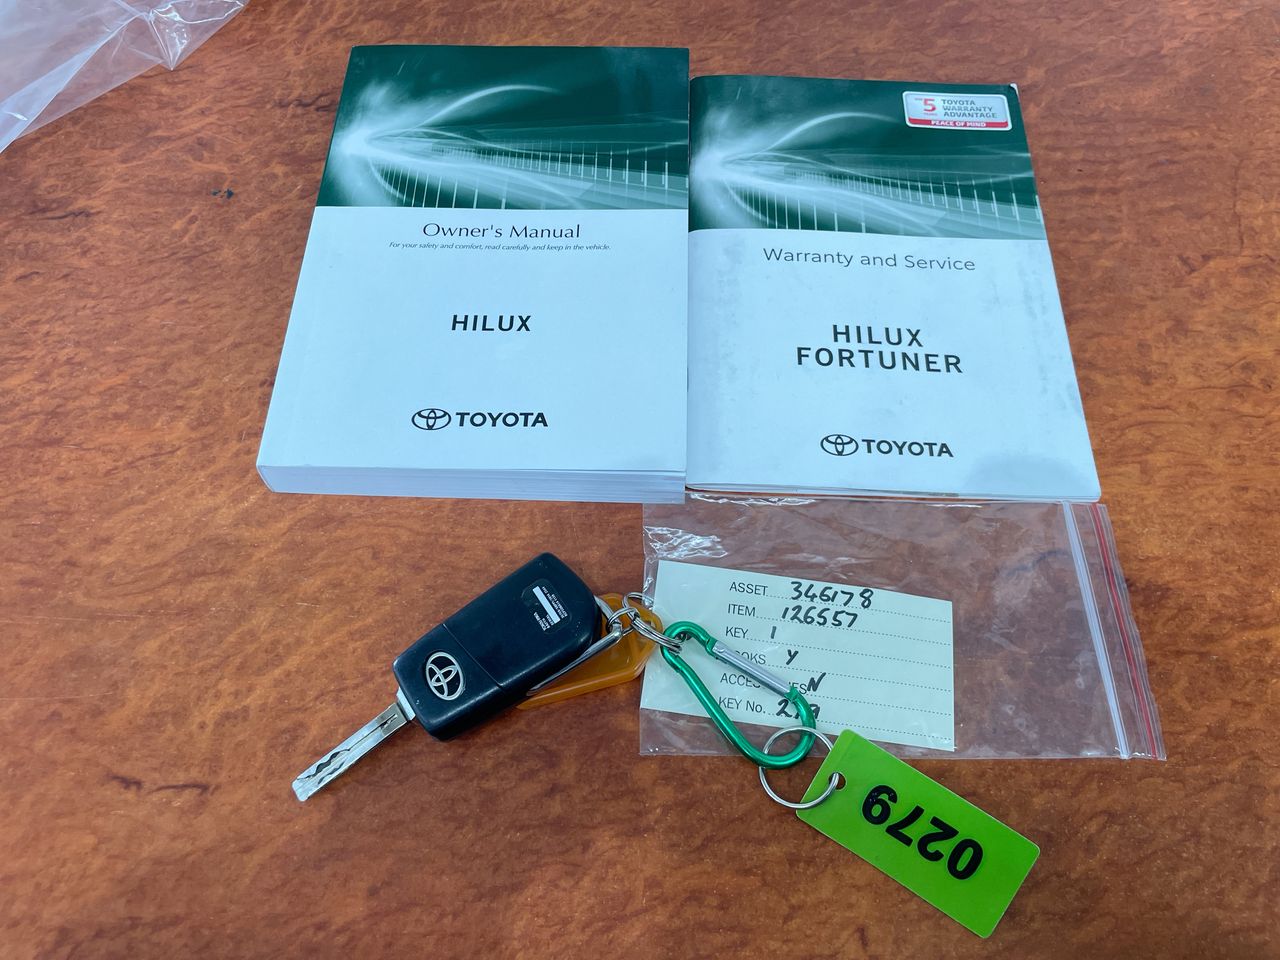 Owner's Manual
For your safety and comfort, read carefully and keep in the vehicle.
HILUX
TOYOTA
5
TOYOTA
WARRANTY
ADVANTAGE
PEACE OF MIND
Warranty and Service
HILUX
FORTUNER
TOYOTA
ASSET 346178
ITEM 126557
KEY 1
Y
N
KEY No.
0279